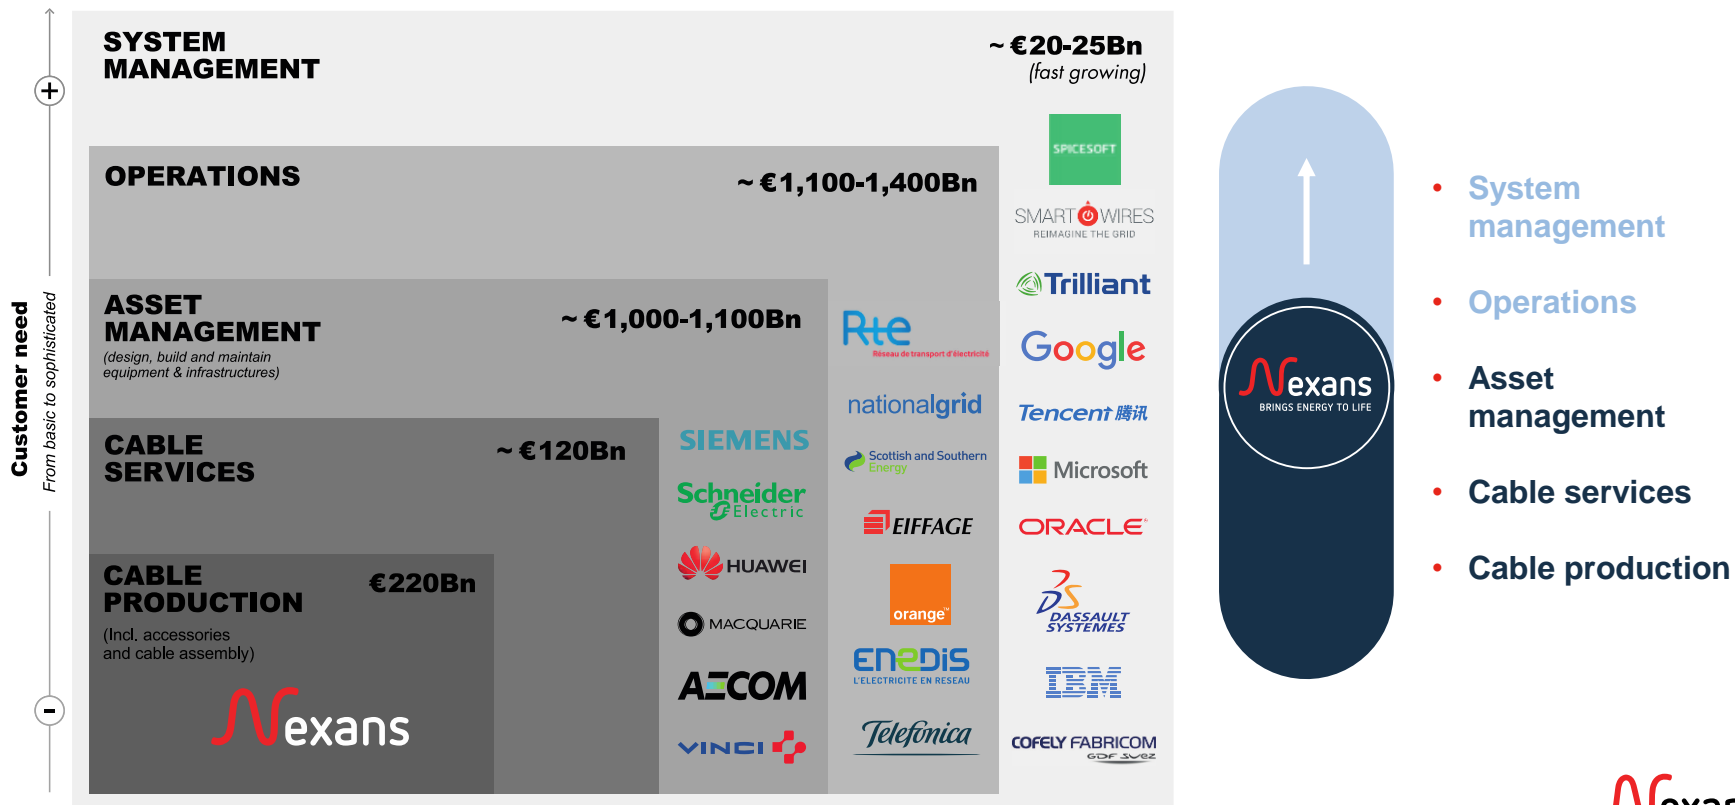 SYSTEM
MANAGEMENT
~ €20-25Bn
(fast growing)
+
SPICESOFT
SMART WIRES
REIMAGINE THE GRID
Trilliant
Google
Tencent 腾讯
Microsoft
ORACLE
DASSAULT
SYSTEMES
IBM
COFELY FABRICOM
GDF SUEZ
OPERATIONS
~ €1,100-1,400Bn
Rte
Réseau de transport d'électricité
nationalgrid
Scottish and Southern
Energy
EIFFAGE
orange™
ENEDIS
L'ELECTRICITE EN RESEAU
Telefónica
ASSET
MANAGEMENT
(design, build and maintain
equipment & infrastructures)
~ €1,000-1,100Bn
SIEMENS
Schneider
Electric
HUAWEI
MACQUARIE
AECOM
VINCI
CABLE
SERVICES
~ €120Bn
CABLE
PRODUCTION
(Incl. accessories
and cable assembly)
€220Bn
Nexans
Customer need
From basic to sophisticated
-
Nexans
BRINGS ENERGY TO LIFE
• System
management
• Operations
• Asset
management
• Cable services
• Cable production